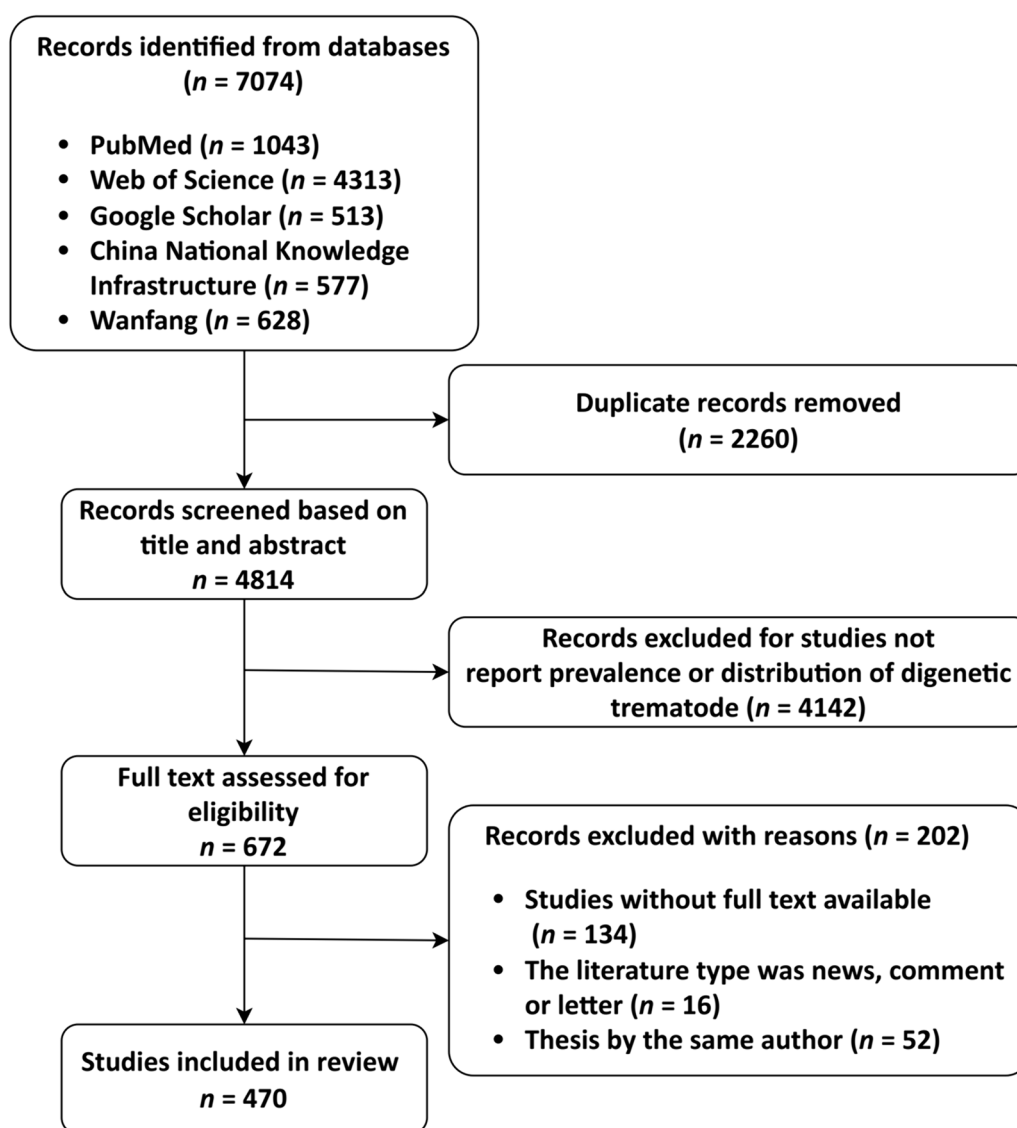 Records identified from databases
(n = 7074)
• PubMed (n = 1043)
• Web of Science (n = 4313)
• Google Scholar (n = 513)
• China National Knowledge
Infrastructure (n = 577)
• Wanfang (n = 628)
Duplicate records removed
(n = 2260)
Records screened based on
title and abstract
n = 4814
Records excluded for studies not
report prevalence or distribution of digenetic
trematode (n = 4142)
Full text assessed for
eligibility
n = 672
Records excluded with reasons (n = 202)
• Studies without full text available
(n = 134)
• The literature type was news, comment
or letter (n = 16)
• Thesis by the same author (n = 52)
Studies included in review
n = 470